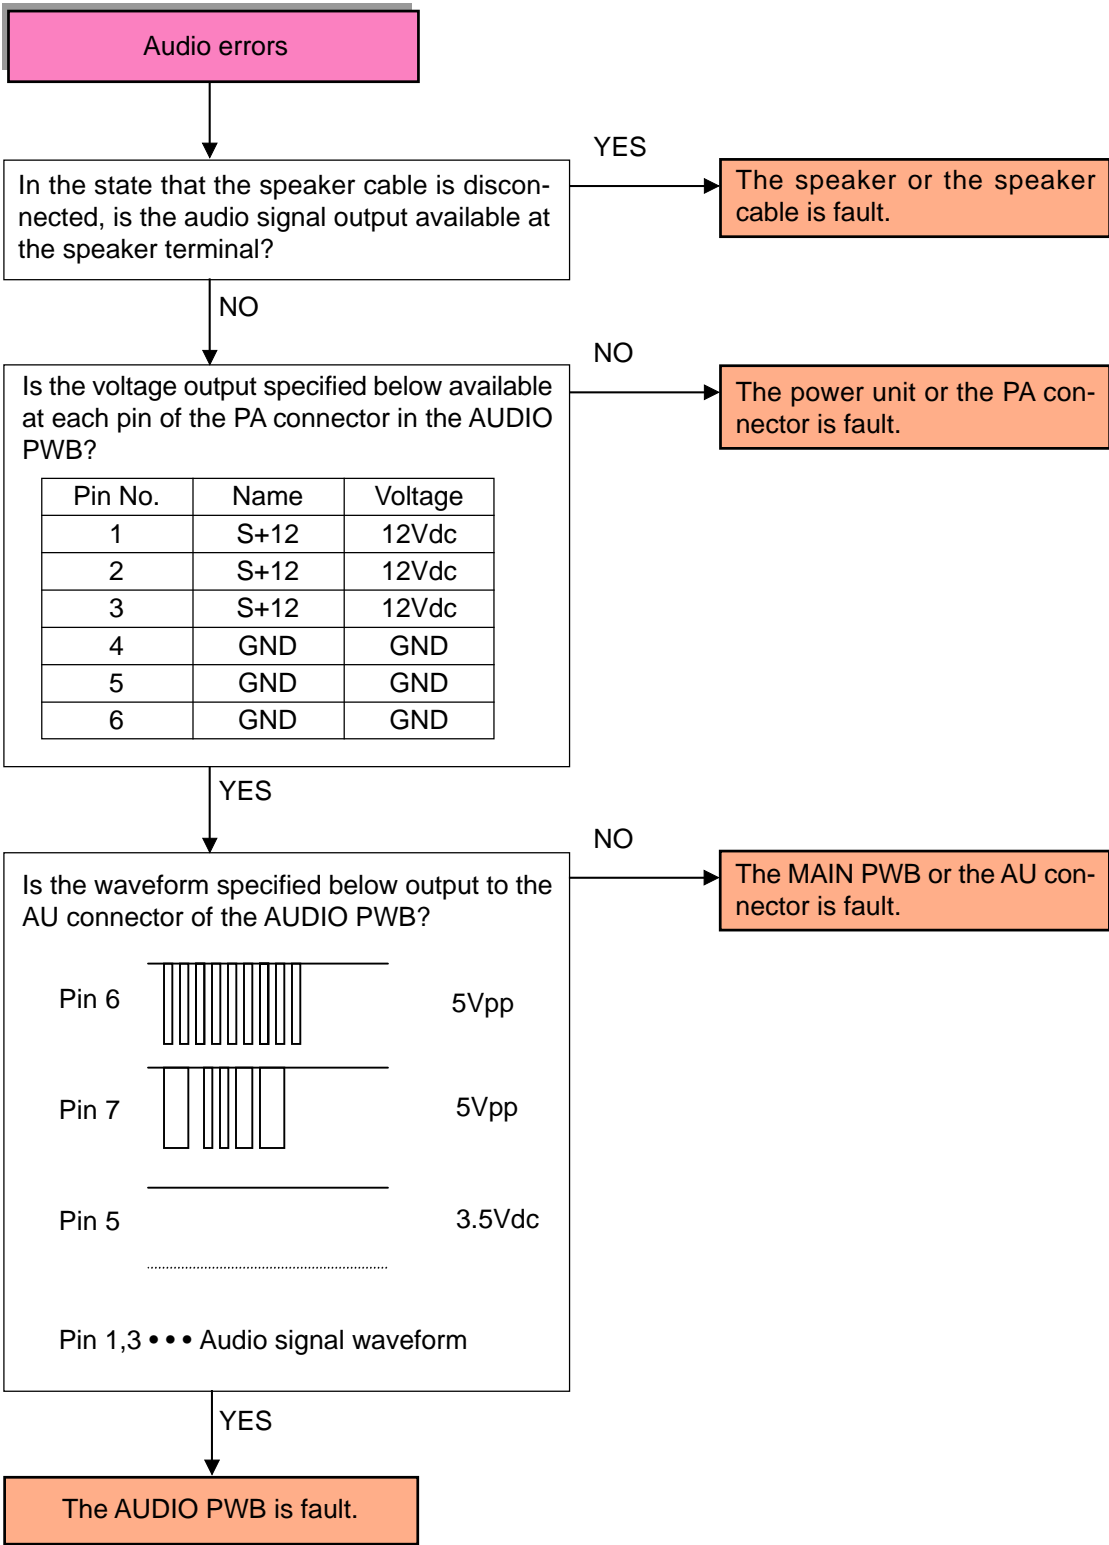 Audio errors
YES
In the state that the speaker cable is discon-
nected, is the audio signal output available at
the speaker terminal?
The speaker or the speaker
cable is fault.
NO
NO
Is the voltage output specified below available
at each pin of the PA connector in the AUDIO
PWB?
The power unit or the PA con-
nector is fault.
Pin No. Name Voltage
1 S+12 12Vdc
2 S+12 12Vdc
3 S+12 12Vdc
4 GND GND
5 GND GND
6 GND GND
YES
NO
Is the waveform specified below output to the
AU connector of the AUDIO PWB?
The MAIN PWB or the AU con-
nector is fault.
Pin 6 5Vpp
Pin 7 5Vpp
Pin 5 3.5Vdc
Pin 1,3 • • • Audio signal waveform
YES
The AUDIO PWB is fault.